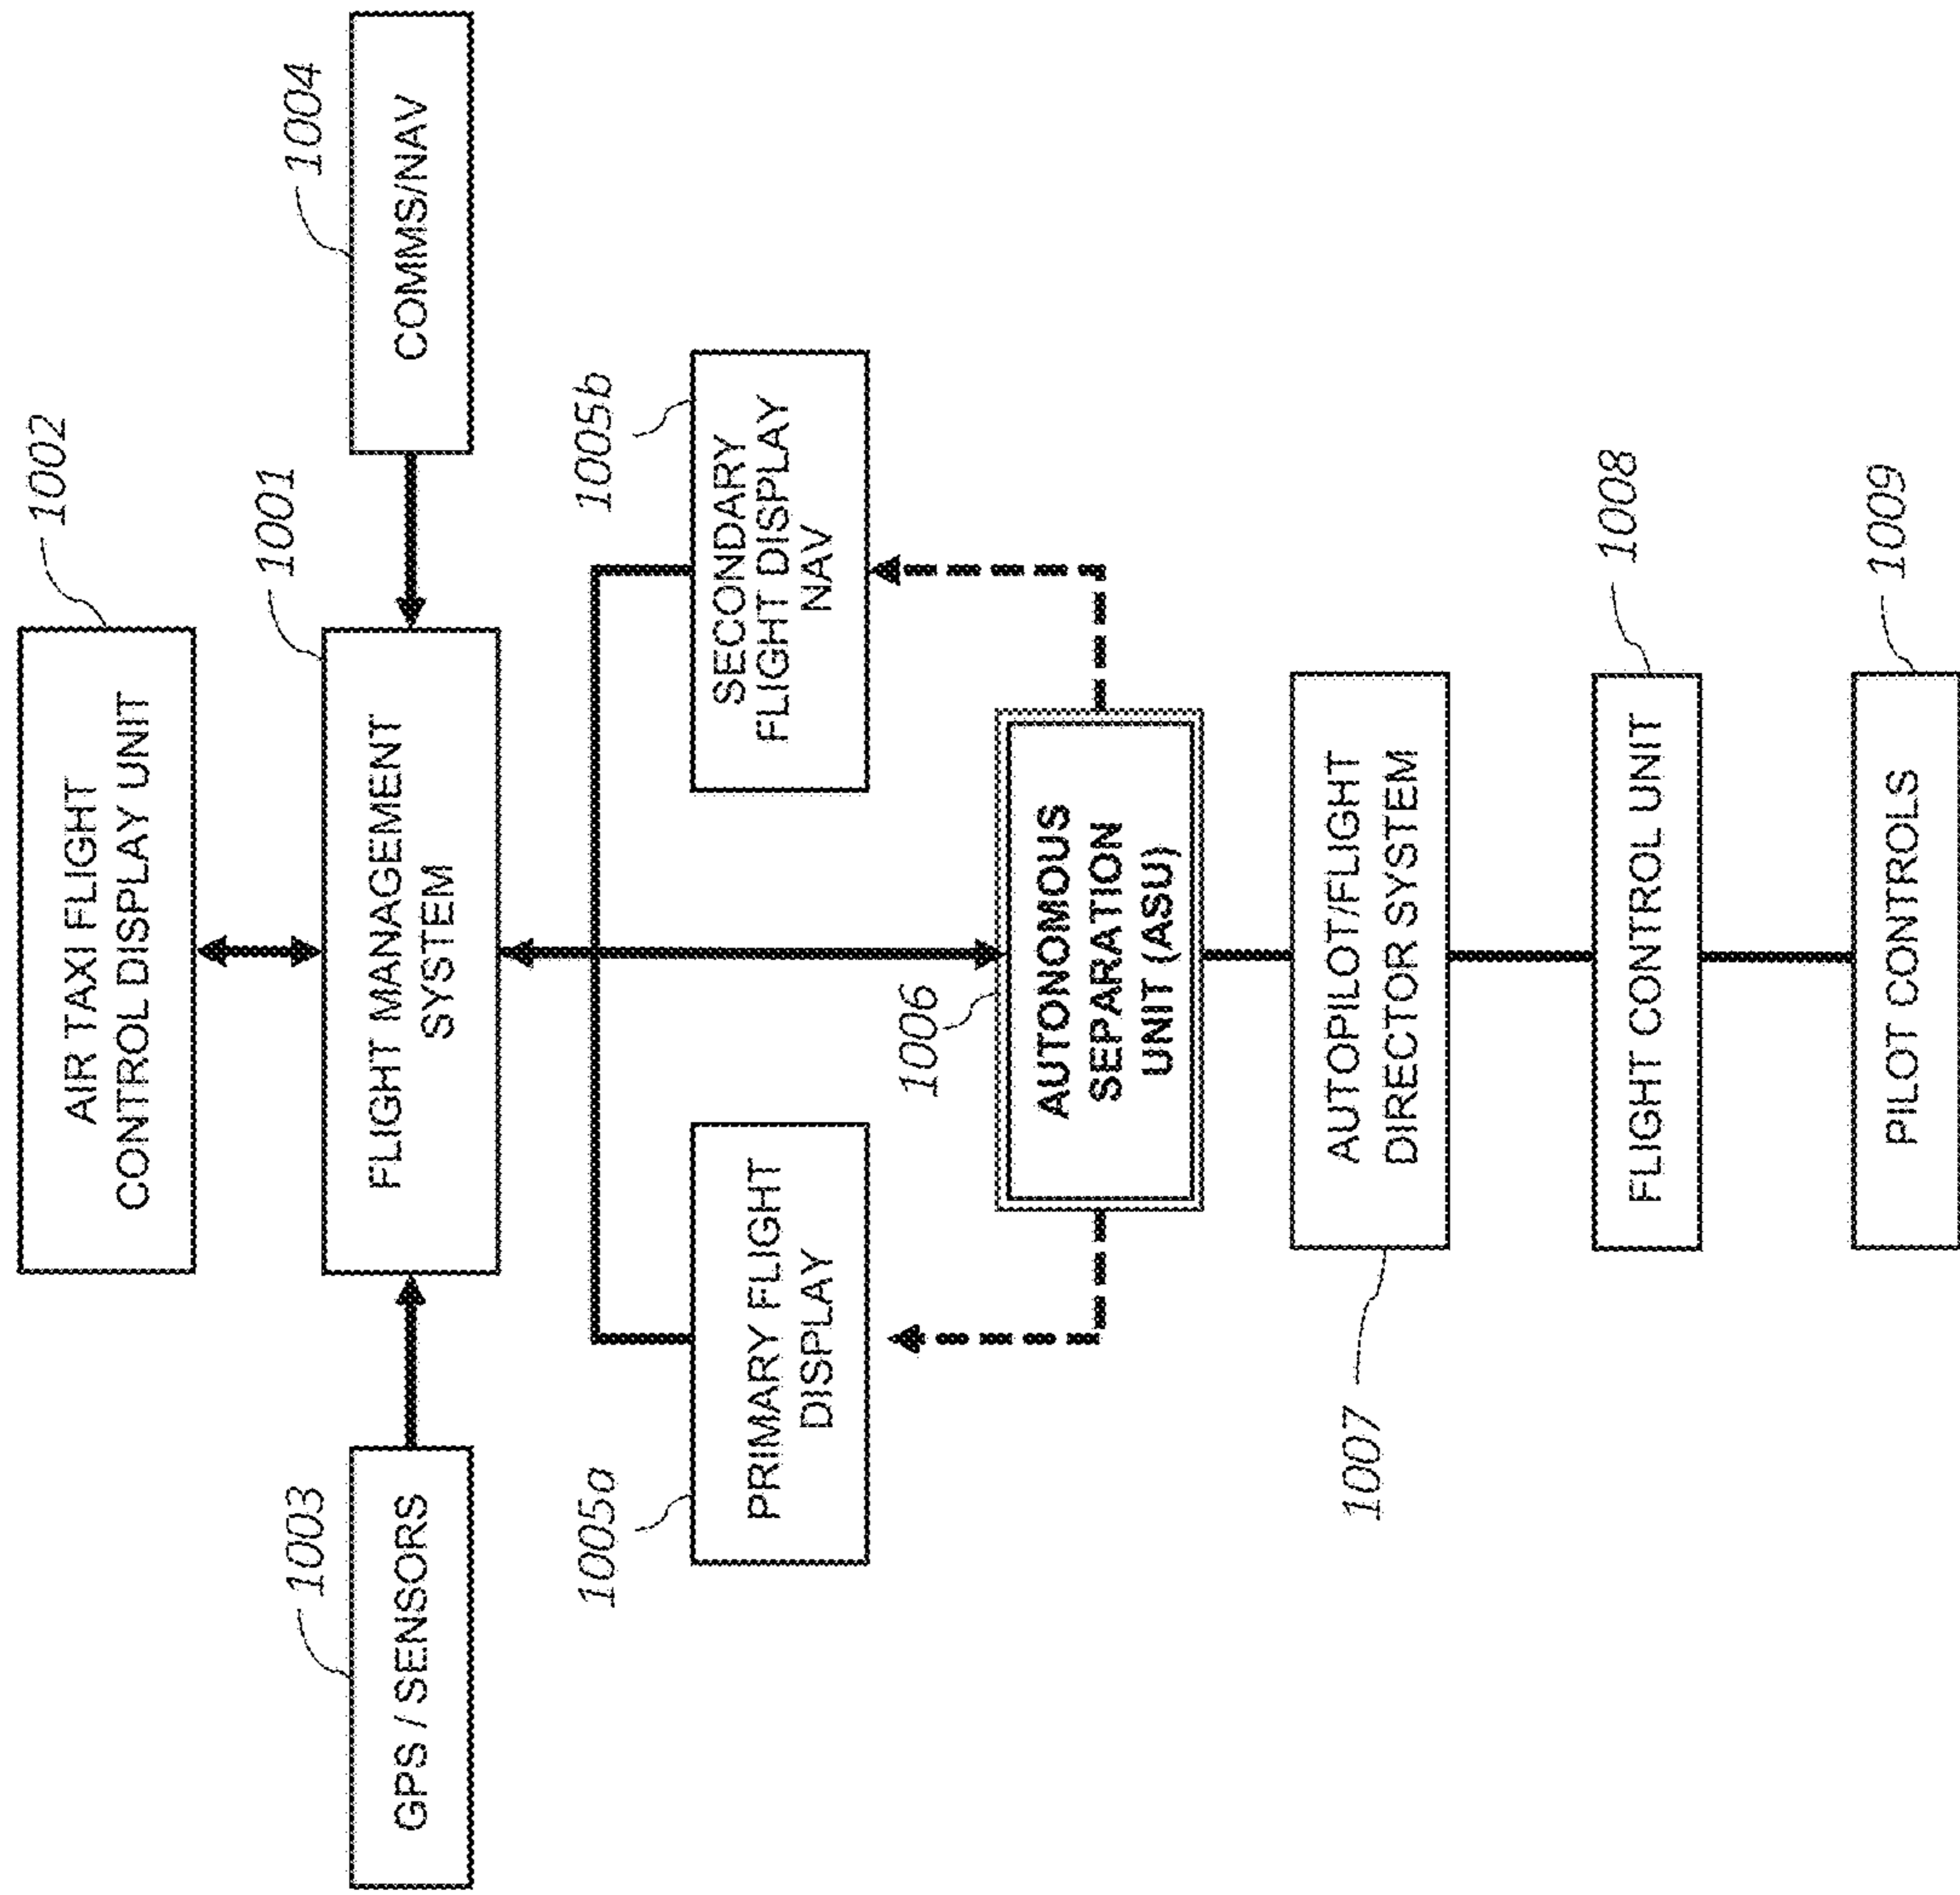 1002
AIR TAXI FLIGHT
CONTROL DISPLAY UNIT
1003
GPS / SENSORS
1001
FLIGHT MANAGEMENT
SYSTEM
1004
COMMS/NAV
1005a
PRIMARY FLIGHT
DISPLAY
1005b
SECONDARY
FLIGHT DISPLAY
NAV
1006
AUTONOMOUS
SEPARATION
UNIT (ASU)
1007
AUTOPILOT/FLIGHT
DIRECTOR SYSTEM
1008
FLIGHT CONTROL UNIT
1009
PILOT CONTROLS